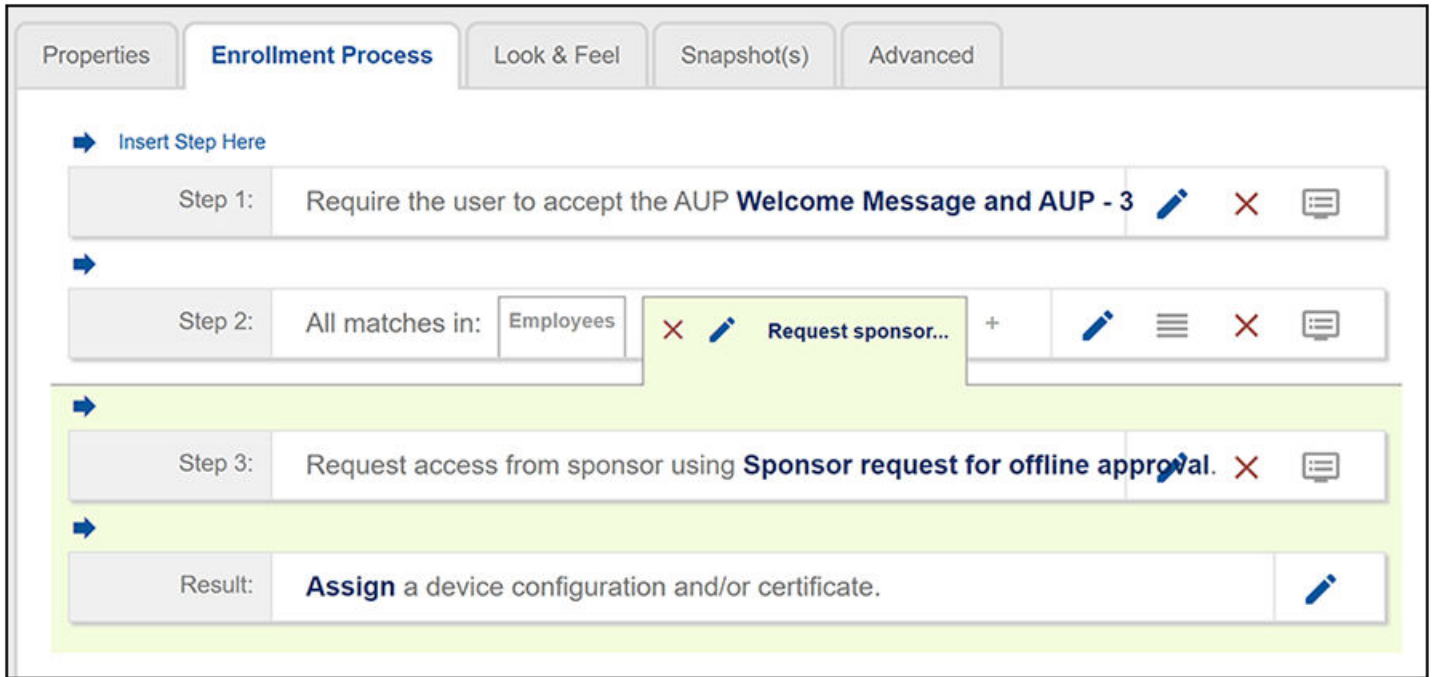 Properties Enrollment Process Look & Feel Snapshot(s) Advanced
Insert Step Here
Step 1: Require the user to accept the AUP Welcome Message and AUP - 3
Step 2: All matches in: Employees Request sponsor... +
Step 3: Request access from sponsor using Sponsor request for offline approval.
Result: Assign a device configuration and/or certificate.